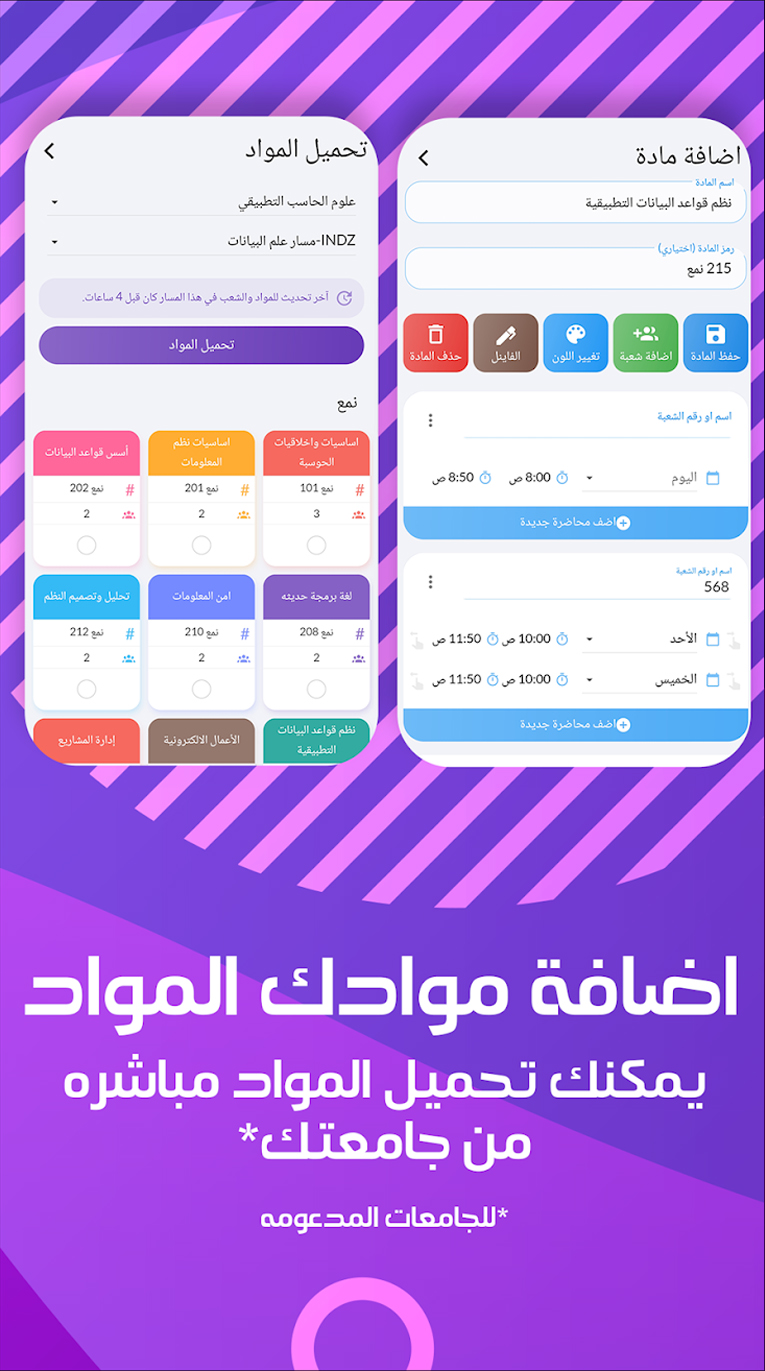 اضافة مادة
اسم المادة
نظم قواعد البيانات التطبيقية
رمز المادة (اختياري)
215 نمع
حفظ المادة
اضافة شعبة
تغيير اللون
الفاينل
حذف المادة
اسم او رقم الشعبة
اليوم
8:00 ص
8:50 ص
اضف محاضرة جديدة
اسم او رقم الشعبة
568
الأحد
10:00 ص
11:50 ص
الخميس
10:00 ص
11:50 ص
اضف محاضرة جديدة
تحميل المواد
علوم الحاسب التطبيقي
INDZ-مسار علم البيانات
آخر تحديث للمواد والشعب في هذا المسار كان قبل 4 ساعات.
تحميل المواد
نمع
اساسيات واخلاقيات
الحوسبة
نمع 101
3
اساسيات نظم
المعلومات
نمع 201
2
أسس قواعد البيانات
نمع 202
2
لغة برمجة حديثه
نمع 208
2
امن المعلومات
نمع 210
2
تحليل وتصميم النظم
نمع 212
2
نظم قواعد البيانات
التطبيقية
الأعمال الالكترونية
إدارة المشاريع
اضافة موادك المواد
يمكنك تحميل المواد مباشره
من جامعتك*
*للجامعات المدعومه